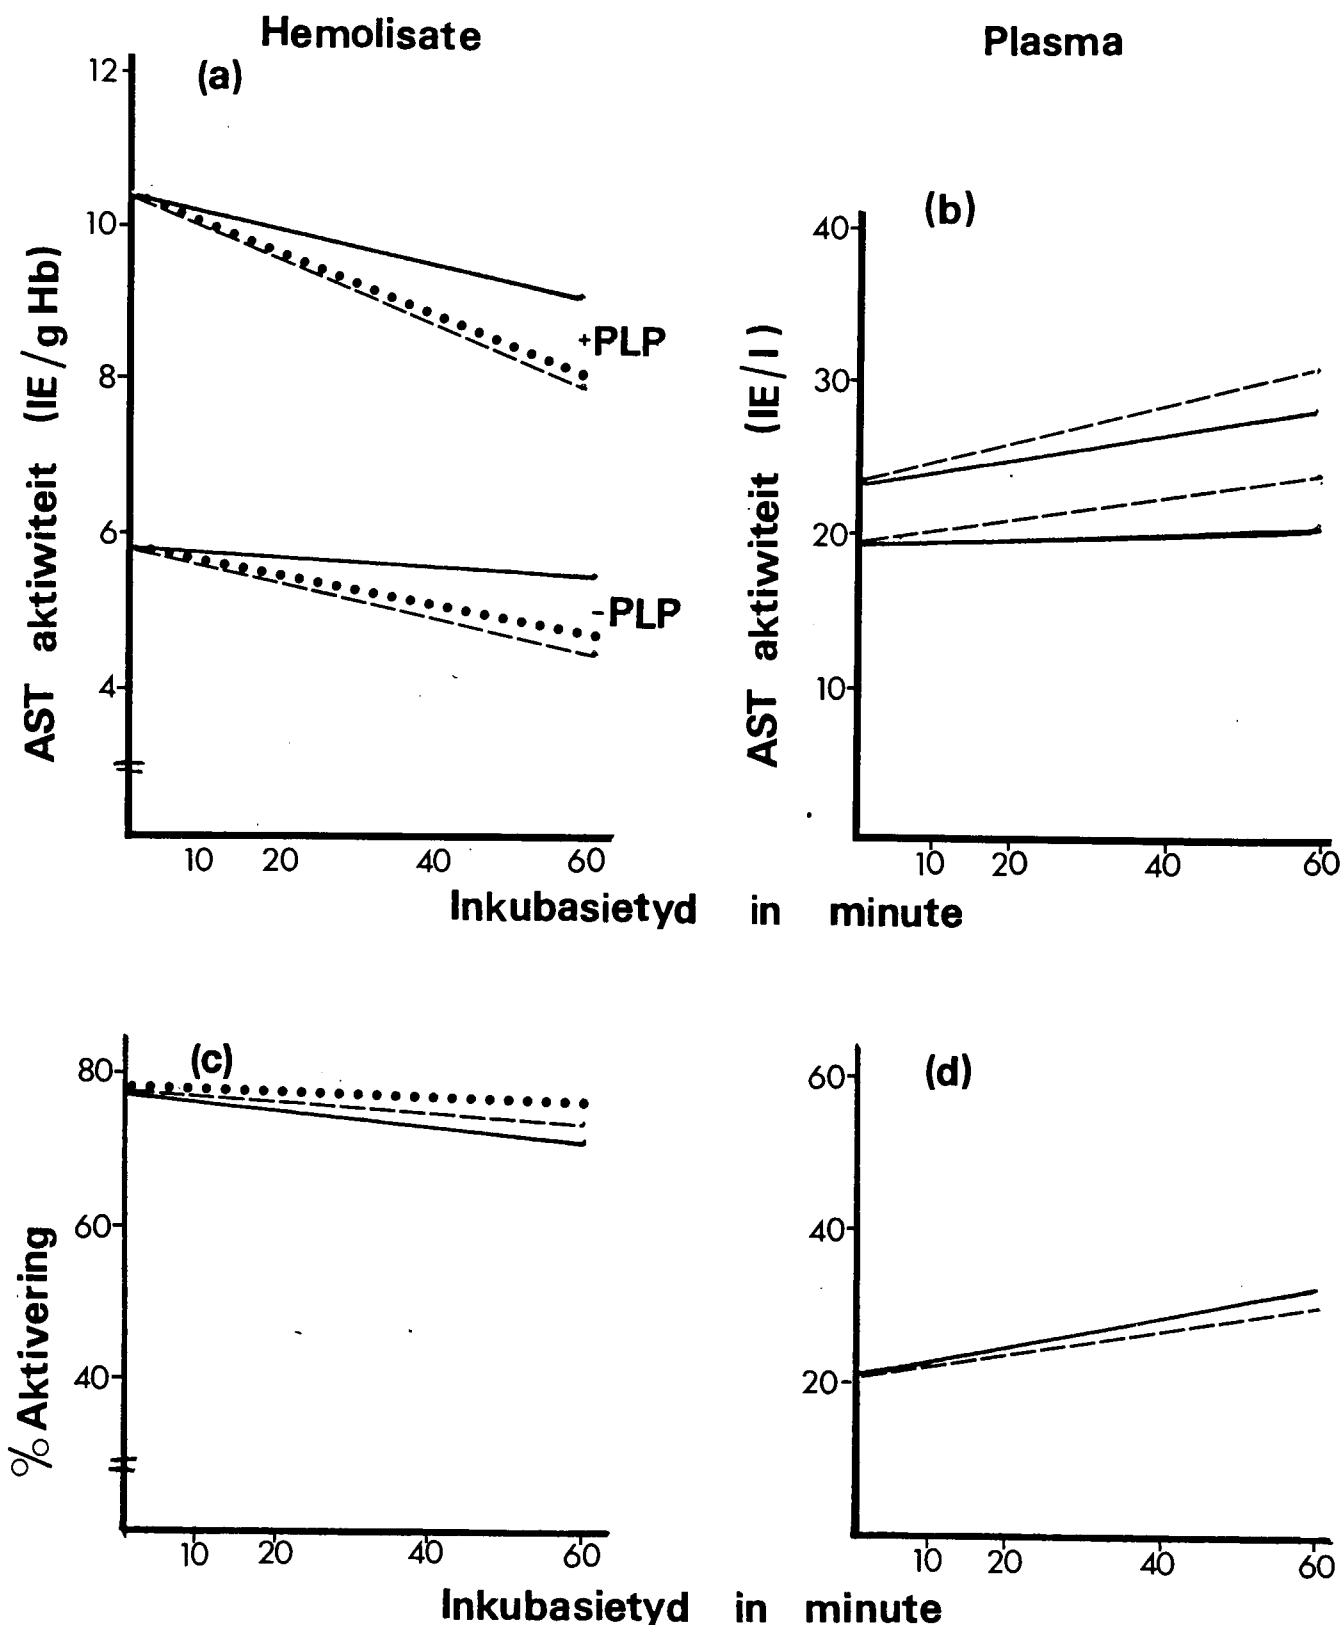 Hemolisate
Plasma
(a)
12
10
8
6
4
AST aktiwiteit (IE/g Hb)
+PLP
-PLP
10 20 40 60
(b)
40
30
20
10
AST aktiwiteit (IE/l)
10 20 40 60
Inkubasietyd in minute
(c)
80
60
40
% Aktivering
10 20 40 60
(d)
60
40
20
10 20 40 60
Inkubasietyd in minute